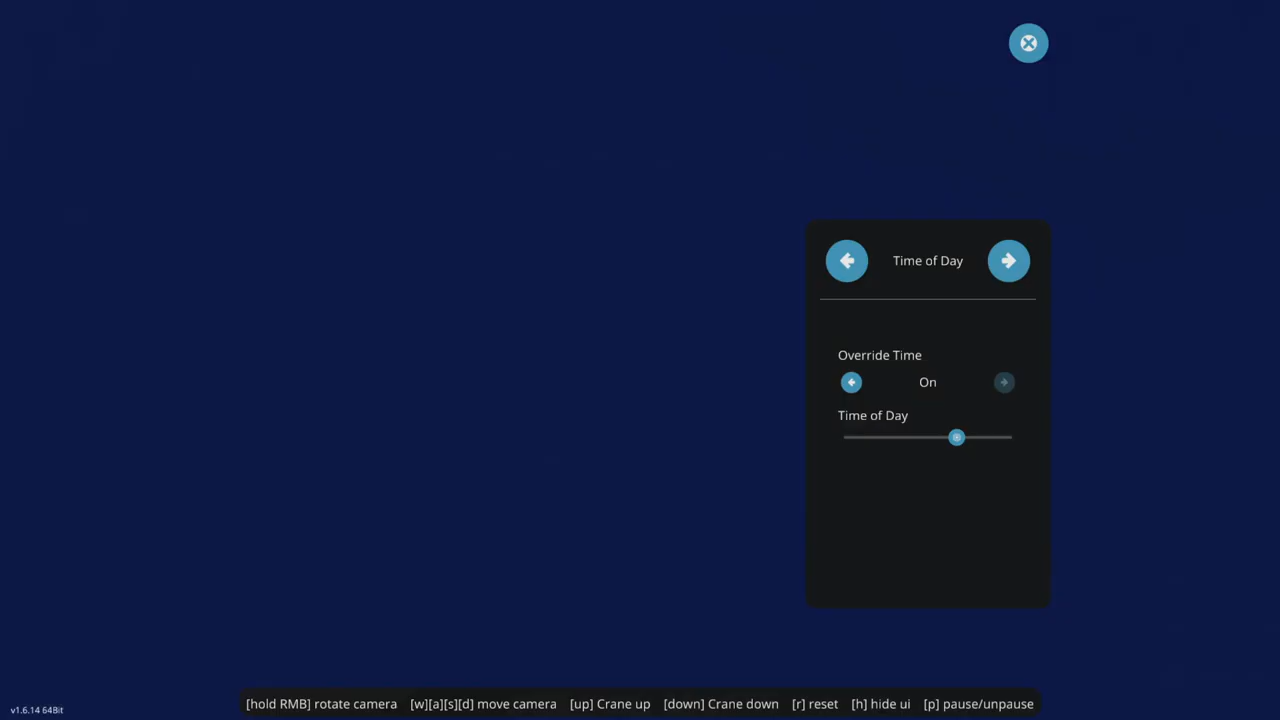 Time of Day
Override Time
On
Time of Day
[hold RMB] rotate camera [w][a][s][d] move camera [up] Crane up [down] Crane down [r] reset [h] hide ui [p] pause/unpause
v1.6.14 64Bit